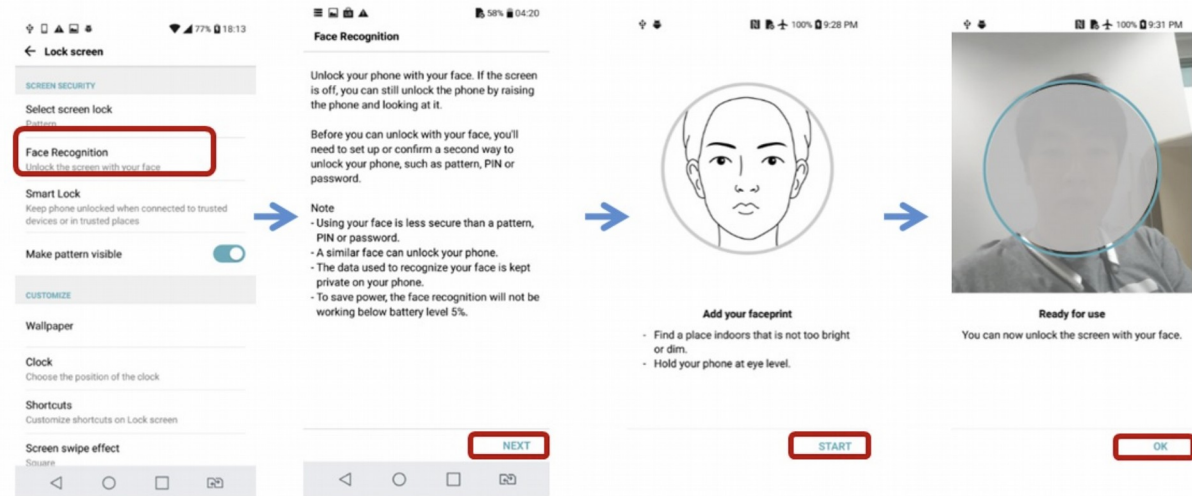 77% 18:13
Lock screen
SCREEN SECURITY
Select screen lock
Pattern
Face Recognition
Unlock the screen with your face
Smart Lock
Keep phone unlocked when connected to trusted
devices or in trusted places
Make pattern visible
CUSTOMIZE
Wallpaper
Clock
Choose the position of the clock
Shortcuts
Customize shortcuts on Lock screen
Screen swipe effect
Square
58% 04:20
Face Recognition
Unlock your phone with your face. If the screen
is off, you can still unlock the phone by raising
the phone and looking at it.
Before you can unlock with your face, you'll
need to set up or confirm a second way to
unlock your phone, such as pattern, PIN or
password.
Note
- Using your face is less secure than a pattern,
PIN or password.
- A similar face can unlock your phone.
- The data used to recognize your face is kept
private on your phone.
- To save power, the face recognition will not be
working below battery level 5%.
NEXT
100% 9:28 PM
Add your faceprint
- Find a place indoors that is not too bright
or dim.
- Hold your phone at eye level.
START
100% 9:31 PM
Ready for use
You can now unlock the screen with your face.
OK